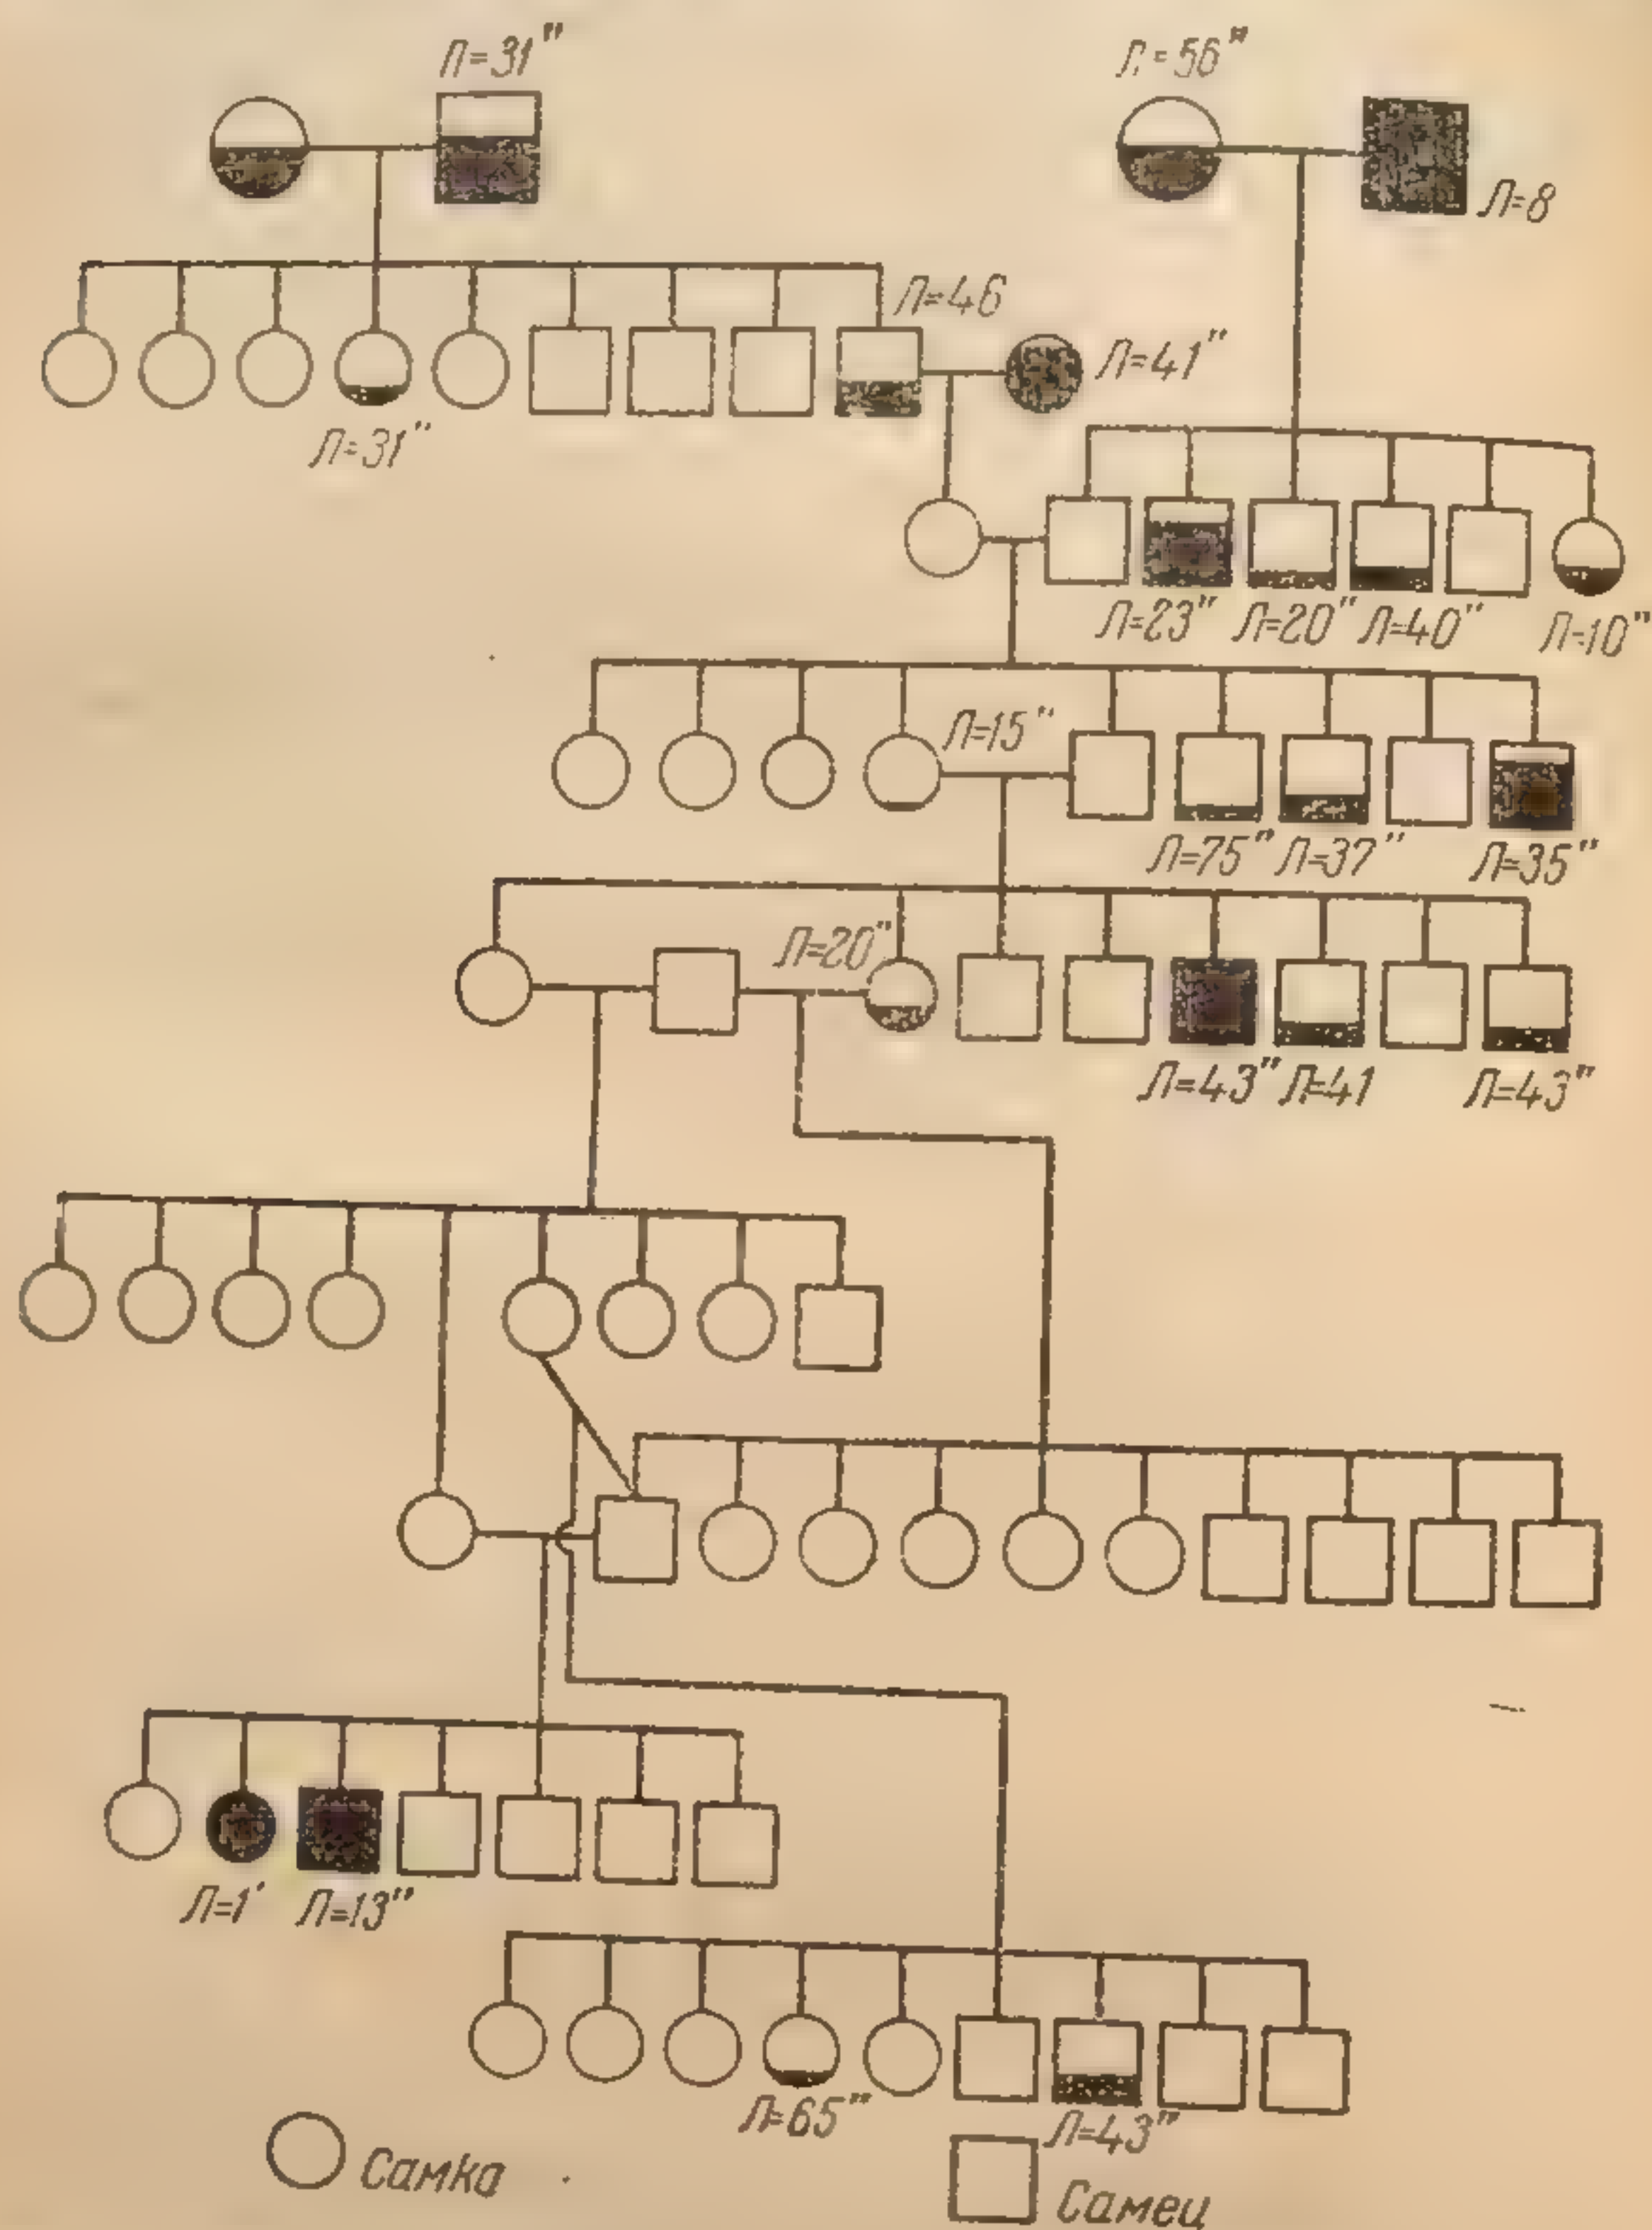 Л=31"
Л=56"
Л=8
Л=46
Л=41"
Л=31"
Л=23" Л=20" Л=40" Л=10"
Л=15"
Л=75" Л=37" Л=35"
Л=20"
Л=43" Л=41 Л=43"
Л=1' Л=13"
Л=65" Л=43"
Самка Самец